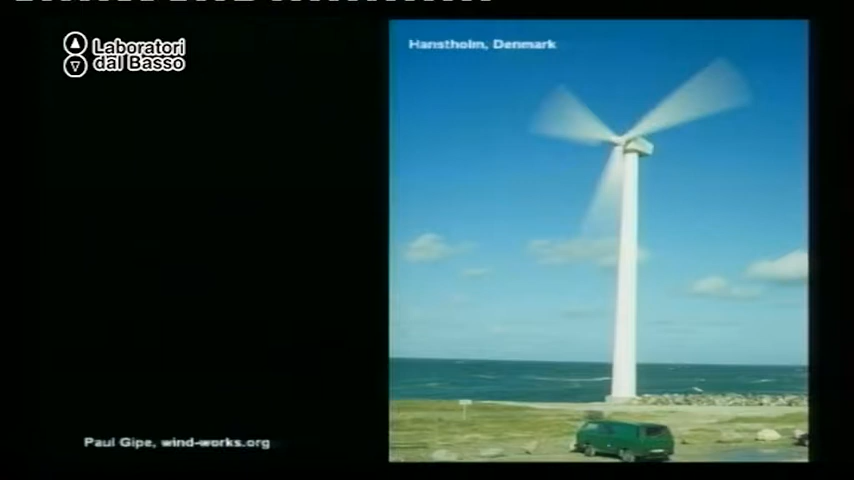 Laboratori
dal Basso
Hanstholm, Denmark
Paul Gipe, wind-works.org